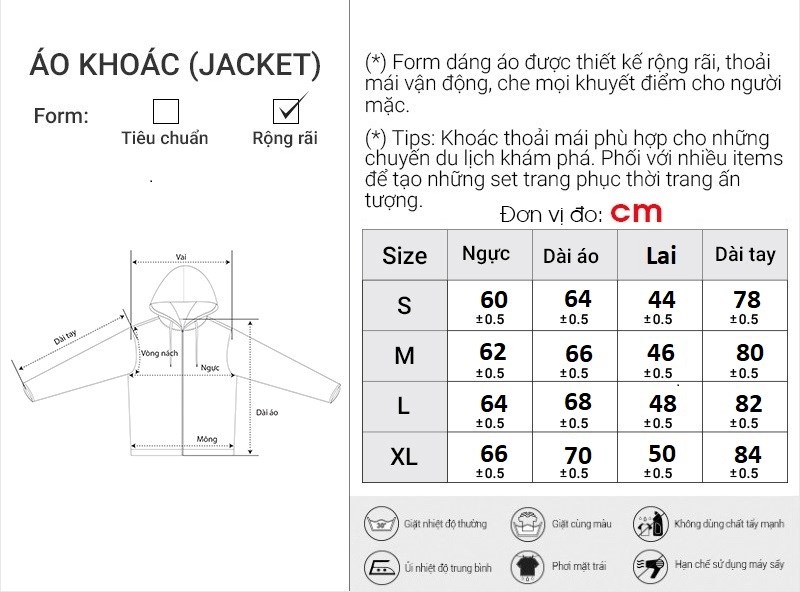 ÁO KHOÁC (JACKET)
Form:
Tiêu chuẩn
Rộng rãi
Vai
Dài tay
Vòng nách
Ngực
Dài áo
Mông
(*) Form dáng áo được thiết kế rộng rãi, thoải
mái vận động, che mọi khuyết điểm cho người
mặc.
(*) Tips: Khoác thoải mái phù hợp cho những
chuyến du lịch khám phá. Phối với nhiều items
để tạo những set trang phục thời trang ấn
tượng.
Đơn vị đo: cm
Size Ngực Dài áo Lai Dài tay
S 60 64 44 78
±0.5 ±0.5 ±0.5 ±0.5
M 62 66 46 80
±0.5 ±0.5 ±0.5 ±0.5
L 64 68 48 82
±0.5 ±0.5 ±0.5 ±0.5
XL 66 70 50 84
±0.5 ±0.5 ±0.5 ±0.5
30° Giặt nhiệt độ thường Giặt cùng màu Không dùng chất tẩy mạnh
Ủi nhiệt độ trung bình Phơi mặt trái Hạn chế sử dụng máy sấy